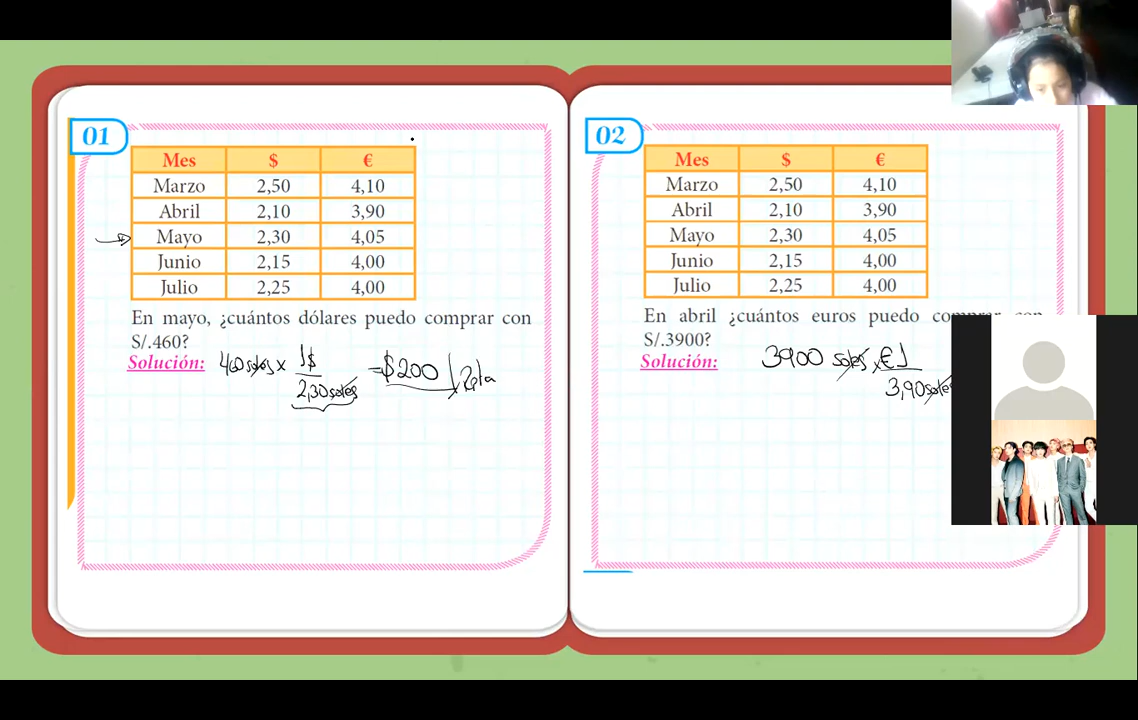 01
Mes $ €
Marzo 2,50 4,10
Abril 2,10 3,90
Mayo 2,30 4,05
Junio 2,15 4,00
Julio 2,25 4,00
En mayo, ¿cuántos dólares puedo comprar con
S/.460?
Solución: 460 soles x 1$ = $200 Rpta
2,30 soles
02
Mes $ €
Marzo 2,50 4,10
Abril 2,10 3,90
Mayo 2,30 4,05
Junio 2,15 4,00
Julio 2,25 4,00
En abril ¿cuántos euros puedo comprar con
S/.3900?
Solución: 3900 soles x €1
3,90 soles